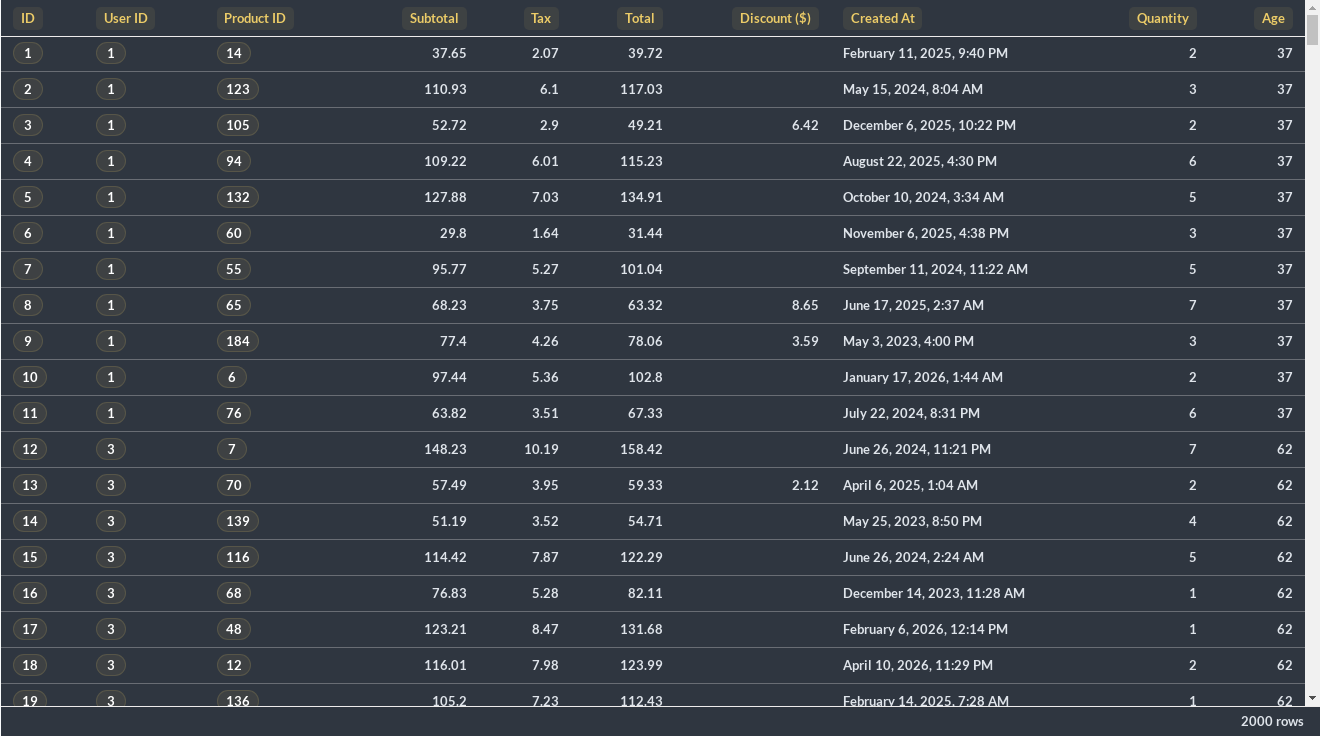 ID User ID Product ID Subtotal Tax Total Discount ($) Created At Quantity Age
1 1 14 37.65 2.07 39.72 February 11, 2025, 9:40 PM 2 37
2 1 123 110.93 6.1 117.03 May 15, 2024, 8:04 AM 3 37
3 1 105 52.72 2.9 49.21 6.42 December 6, 2025, 10:22 PM 2 37
4 1 94 109.22 6.01 115.23 August 22, 2025, 4:30 PM 6 37
5 1 132 127.88 7.03 134.91 October 10, 2024, 3:34 AM 5 37
6 1 60 29.8 1.64 31.44 November 6, 2025, 4:38 PM 3 37
7 1 55 95.77 5.27 101.04 September 11, 2024, 11:22 AM 5 37
8 1 65 68.23 3.75 63.32 8.65 June 17, 2025, 2:37 AM 7 37
9 1 184 77.4 4.26 78.06 3.59 May 3, 2023, 4:00 PM 3 37
10 1 6 97.44 5.36 102.8 January 17, 2026, 1:44 AM 2 37
11 1 76 63.82 3.51 67.33 July 22, 2024, 8:31 PM 6 37
12 3 7 148.23 10.19 158.42 June 26, 2024, 11:21 PM 7 62
13 3 70 57.49 3.95 59.33 2.12 April 6, 2025, 1:04 AM 2 62
14 3 139 51.19 3.52 54.71 May 25, 2023, 8:50 PM 4 62
15 3 116 114.42 7.87 122.29 June 26, 2024, 2:24 AM 5 62
16 3 68 76.83 5.28 82.11 December 14, 2023, 11:28 AM 1 62
17 3 48 123.21 8.47 131.68 February 6, 2026, 12:14 PM 1 62
18 3 12 116.01 7.98 123.99 April 10, 2026, 11:29 PM 2 62
19 3 136 105.2 7.23 112.43 February 14, 2025, 7:28 AM 1 62
2000 rows